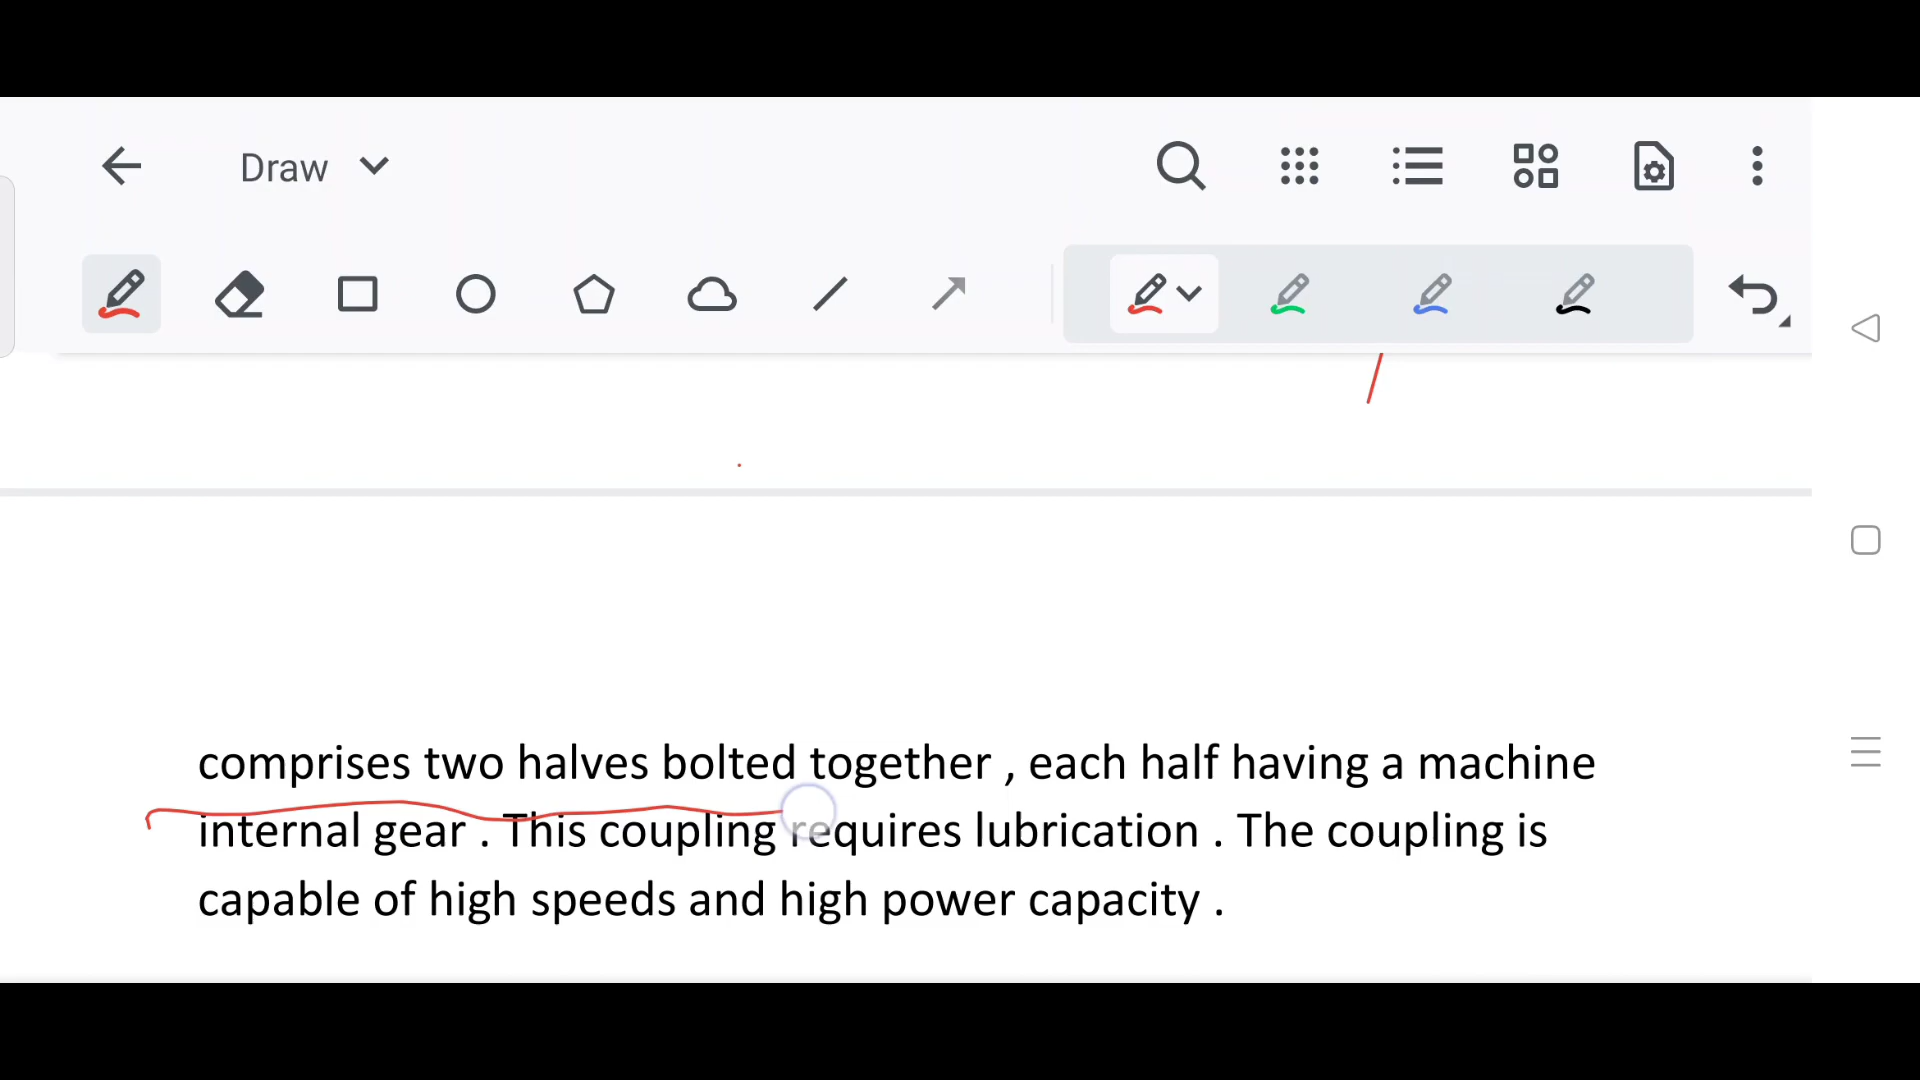 Draw
comprises two halves bolted together , each half having a machine
internal gear . This coupling requires lubrication . The coupling is
capable of high speeds and high power capacity .